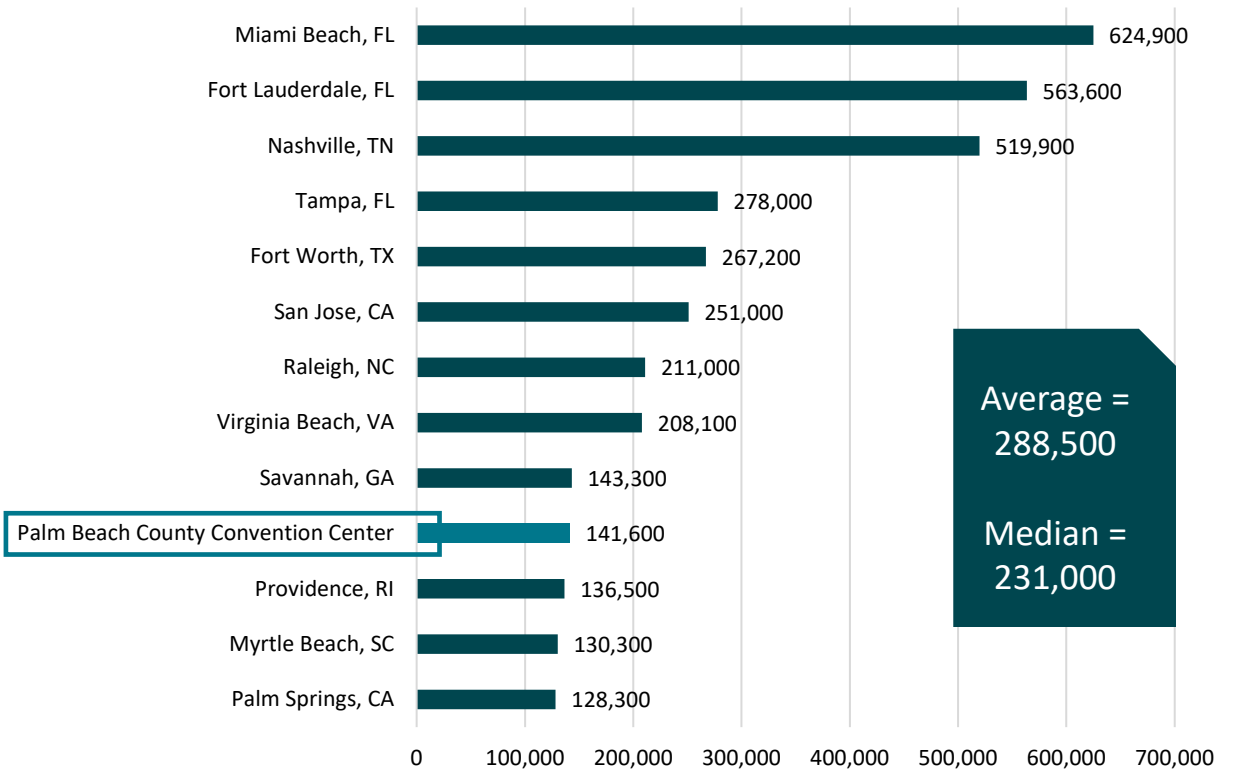 Miami Beach, FL 624,900
Fort Lauderdale, FL 563,600
Nashville, TN 519,900
Tampa, FL 278,000
Fort Worth, TX 267,200
San Jose, CA 251,000
Raleigh, NC 211,000
Virginia Beach, VA 208,100
Savannah, GA 143,300
Palm Beach County Convention Center 141,600
Providence, RI 136,500
Myrtle Beach, SC 130,300
Palm Springs, CA 128,300
0 100,000 200,000 300,000 400,000 500,000 600,000 700,000
Average =
288,500
Median =
231,000